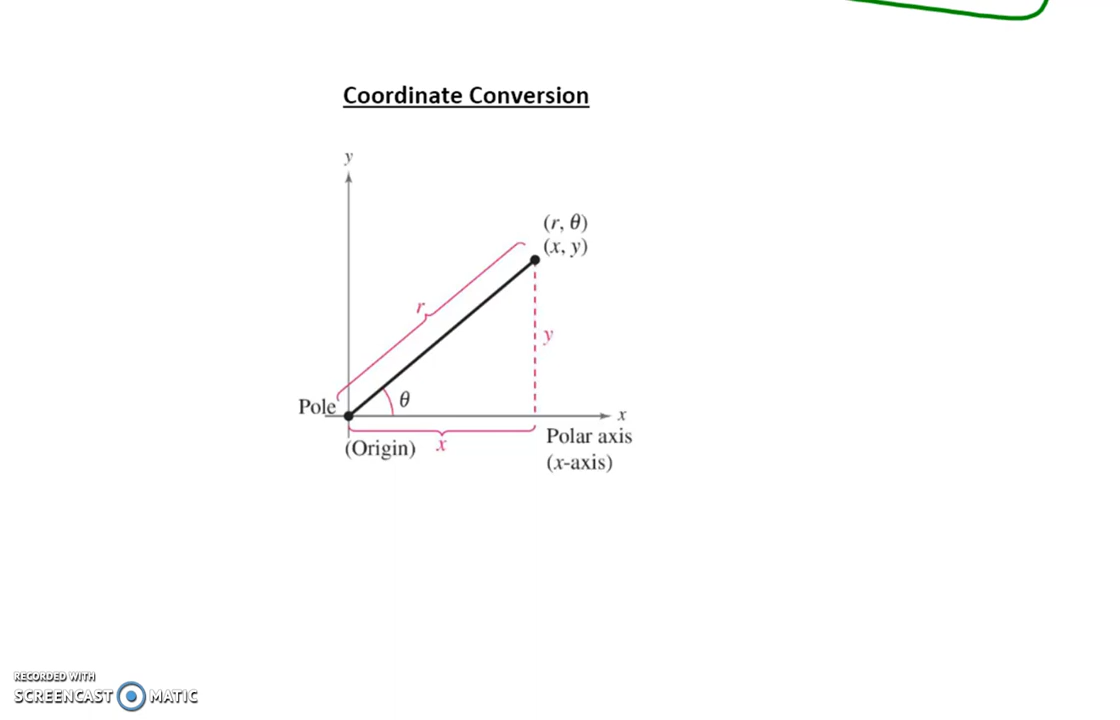 Coordinate Conversion
y
(r, θ)
(x, y)
r
y
θ
Pole
x
(Origin)
x
Polar axis
(x-axis)
RECORDED WITH
SCREENCAST MATIC